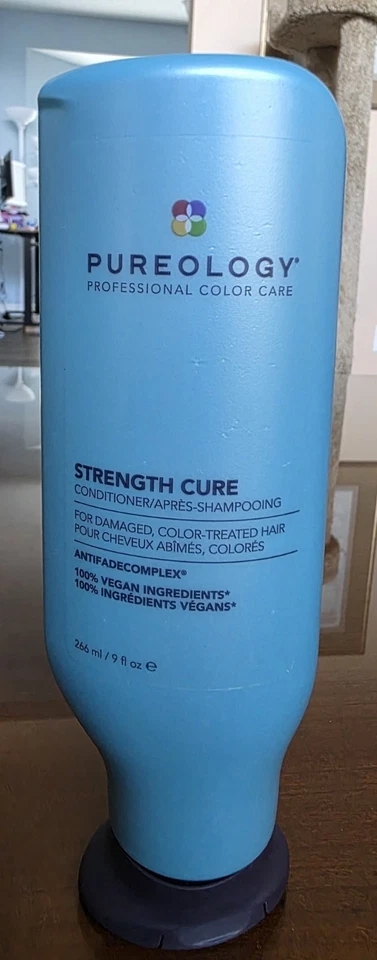 PUREOLOGY®
PROFESSIONAL COLOR CARE
STRENGTH CURE
CONDITIONER/APRÈS-SHAMPOOING
FOR DAMAGED, COLOR-TREATED HAIR
POUR CHEVEUX ABÎMÉS, COLORÉS
ANTIFADECOMPLEX®
100% VEGAN INGREDIENTS*
100% INGRÉDIENTS VÉGANS*
266 ml / 9 fl oz ℮